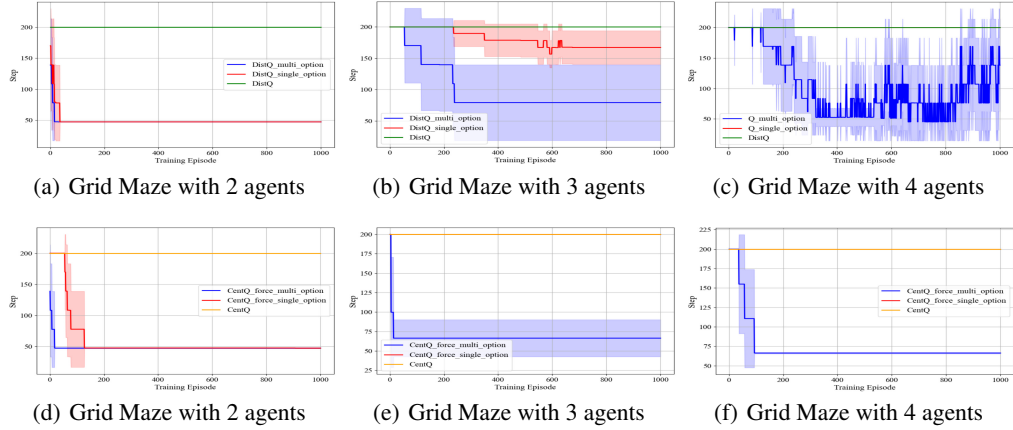 200
150
100
50
Step
DistQ_multi_option
DistQ_single_option
DistQ
0 200 400 600 800 1000
Training Episode
(a) Grid Maze with 2 agents
200
150
100
50
Step
DistQ_multi_option
DistQ_single_option
DistQ
0 200 400 600 800 1000
Training Episode
(b) Grid Maze with 3 agents
200
150
100
50
Step
Q_multi_option
Q_single_option
DistQ
0 200 400 600 800 1000
Training Episode
(c) Grid Maze with 4 agents
200
150
100
50
Step
CentQ_force_multi_option
CentQ_force_single_option
CentQ
0 200 400 600 800 1000
Training Episode
(d) Grid Maze with 2 agents
200
175
150
125
100
75
50
25
Step
CentQ_force_multi_option
CentQ_force_single_option
CentQ
0 200 400 600 800 1000
Training Episode
(e) Grid Maze with 3 agents
225
200
175
150
125
100
75
50
Step
CentQ_force_multi_option
CentQ_force_single_option
CentQ
0 200 400 600 800 1000
Training Episode
(f) Grid Maze with 4 agents